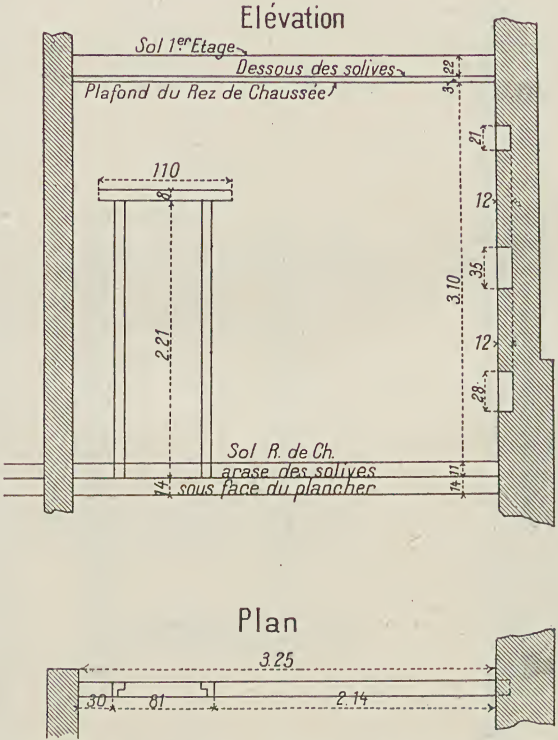 Elévation
Sol 1er Etage
Dessous des solives
22
Plafond du Rez de Chaussée
3
21
110
8
12
35
3.10
2.21
12
28
Sol R. de Ch.
11
arase des solives
14
sous face du plancher
14
Plan
3.25
30
81
2.14